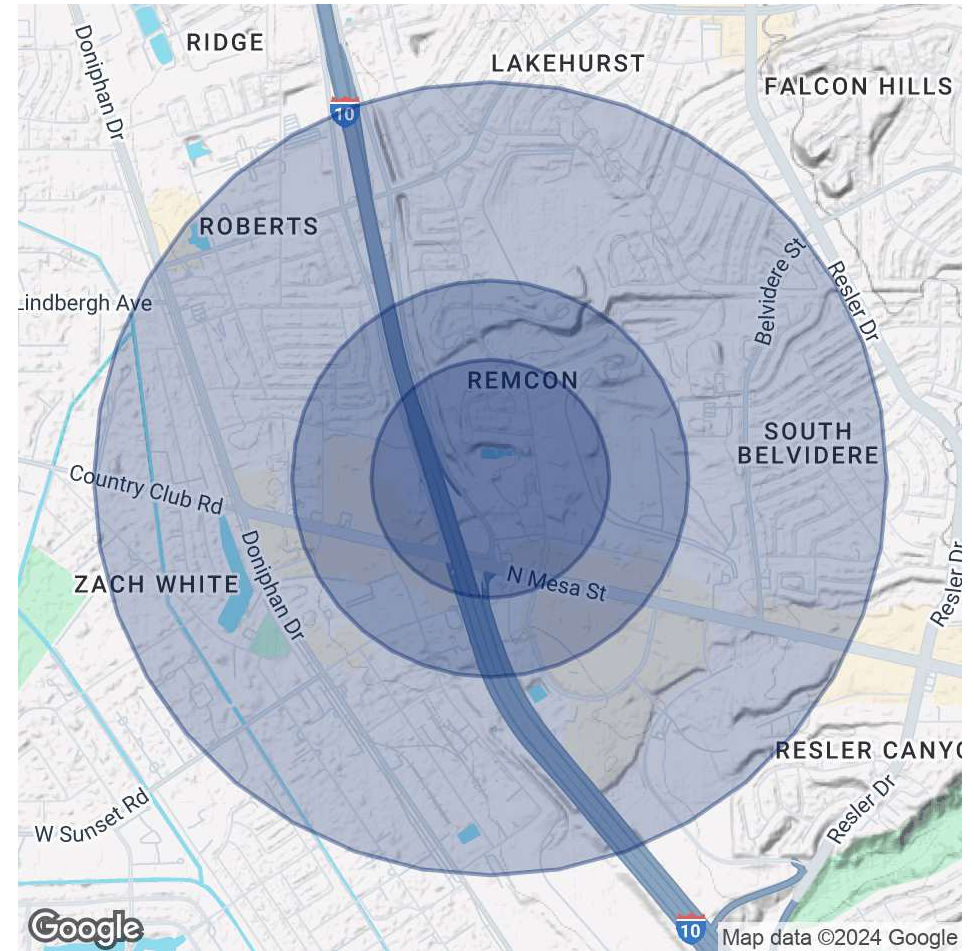 RIDGE
LAKEHURST
FALCON HILLS
Doniphan Dr
10
ROBERTS
Belvidere St
Resler Dr
Lindbergh Ave
REMCON
SOUTH
BELVIDERE
Country Club Rd
Doniphan Dr
N Mesa St
ZACH WHITE
Resler Dr
RESLER CANYO
W Sunset Rd
Resler Dr
Google
10
Map data ©2024 Google